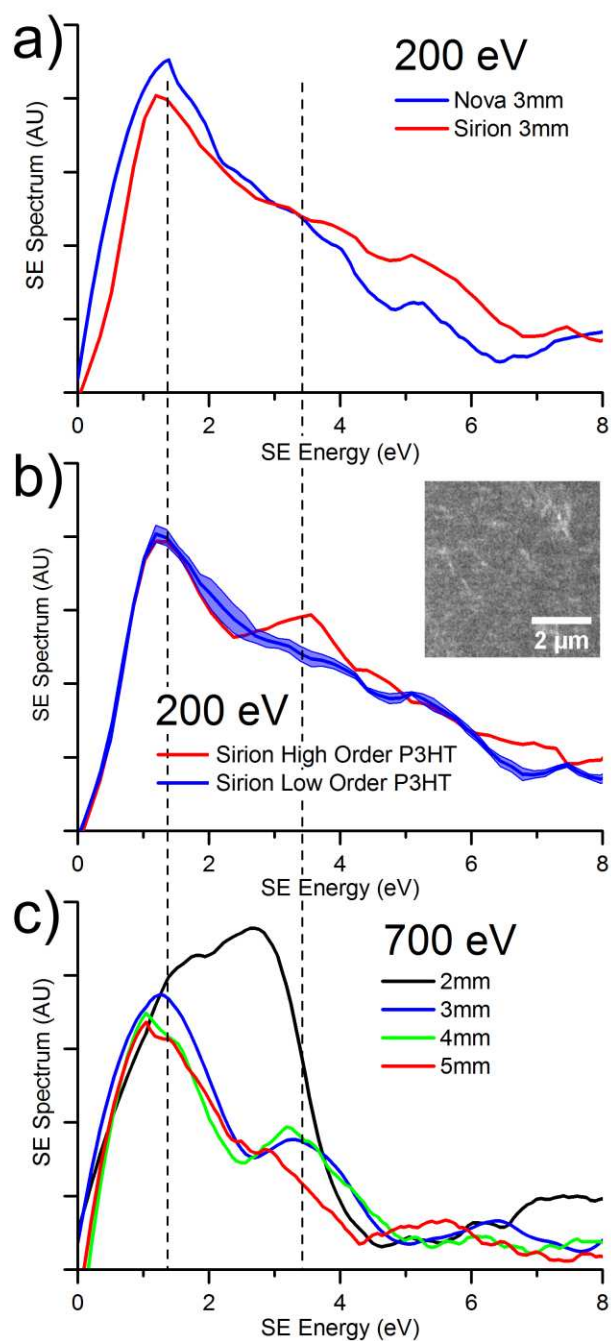 a)
200 eV
Nova 3mm
Sirion 3mm
SE Spectrum (AU)
0 2 4 6 8
SE Energy (eV)
b)
2 µm
SE Spectrum (AU)
200 eV
Sirion High Order P3HT
Sirion Low Order P3HT
0 2 4 6 8
SE Energy (eV)
c)
700 eV
2mm
3mm
4mm
5mm
SE Spectrum (AU)
0 2 4 6 8
SE Energy (eV)